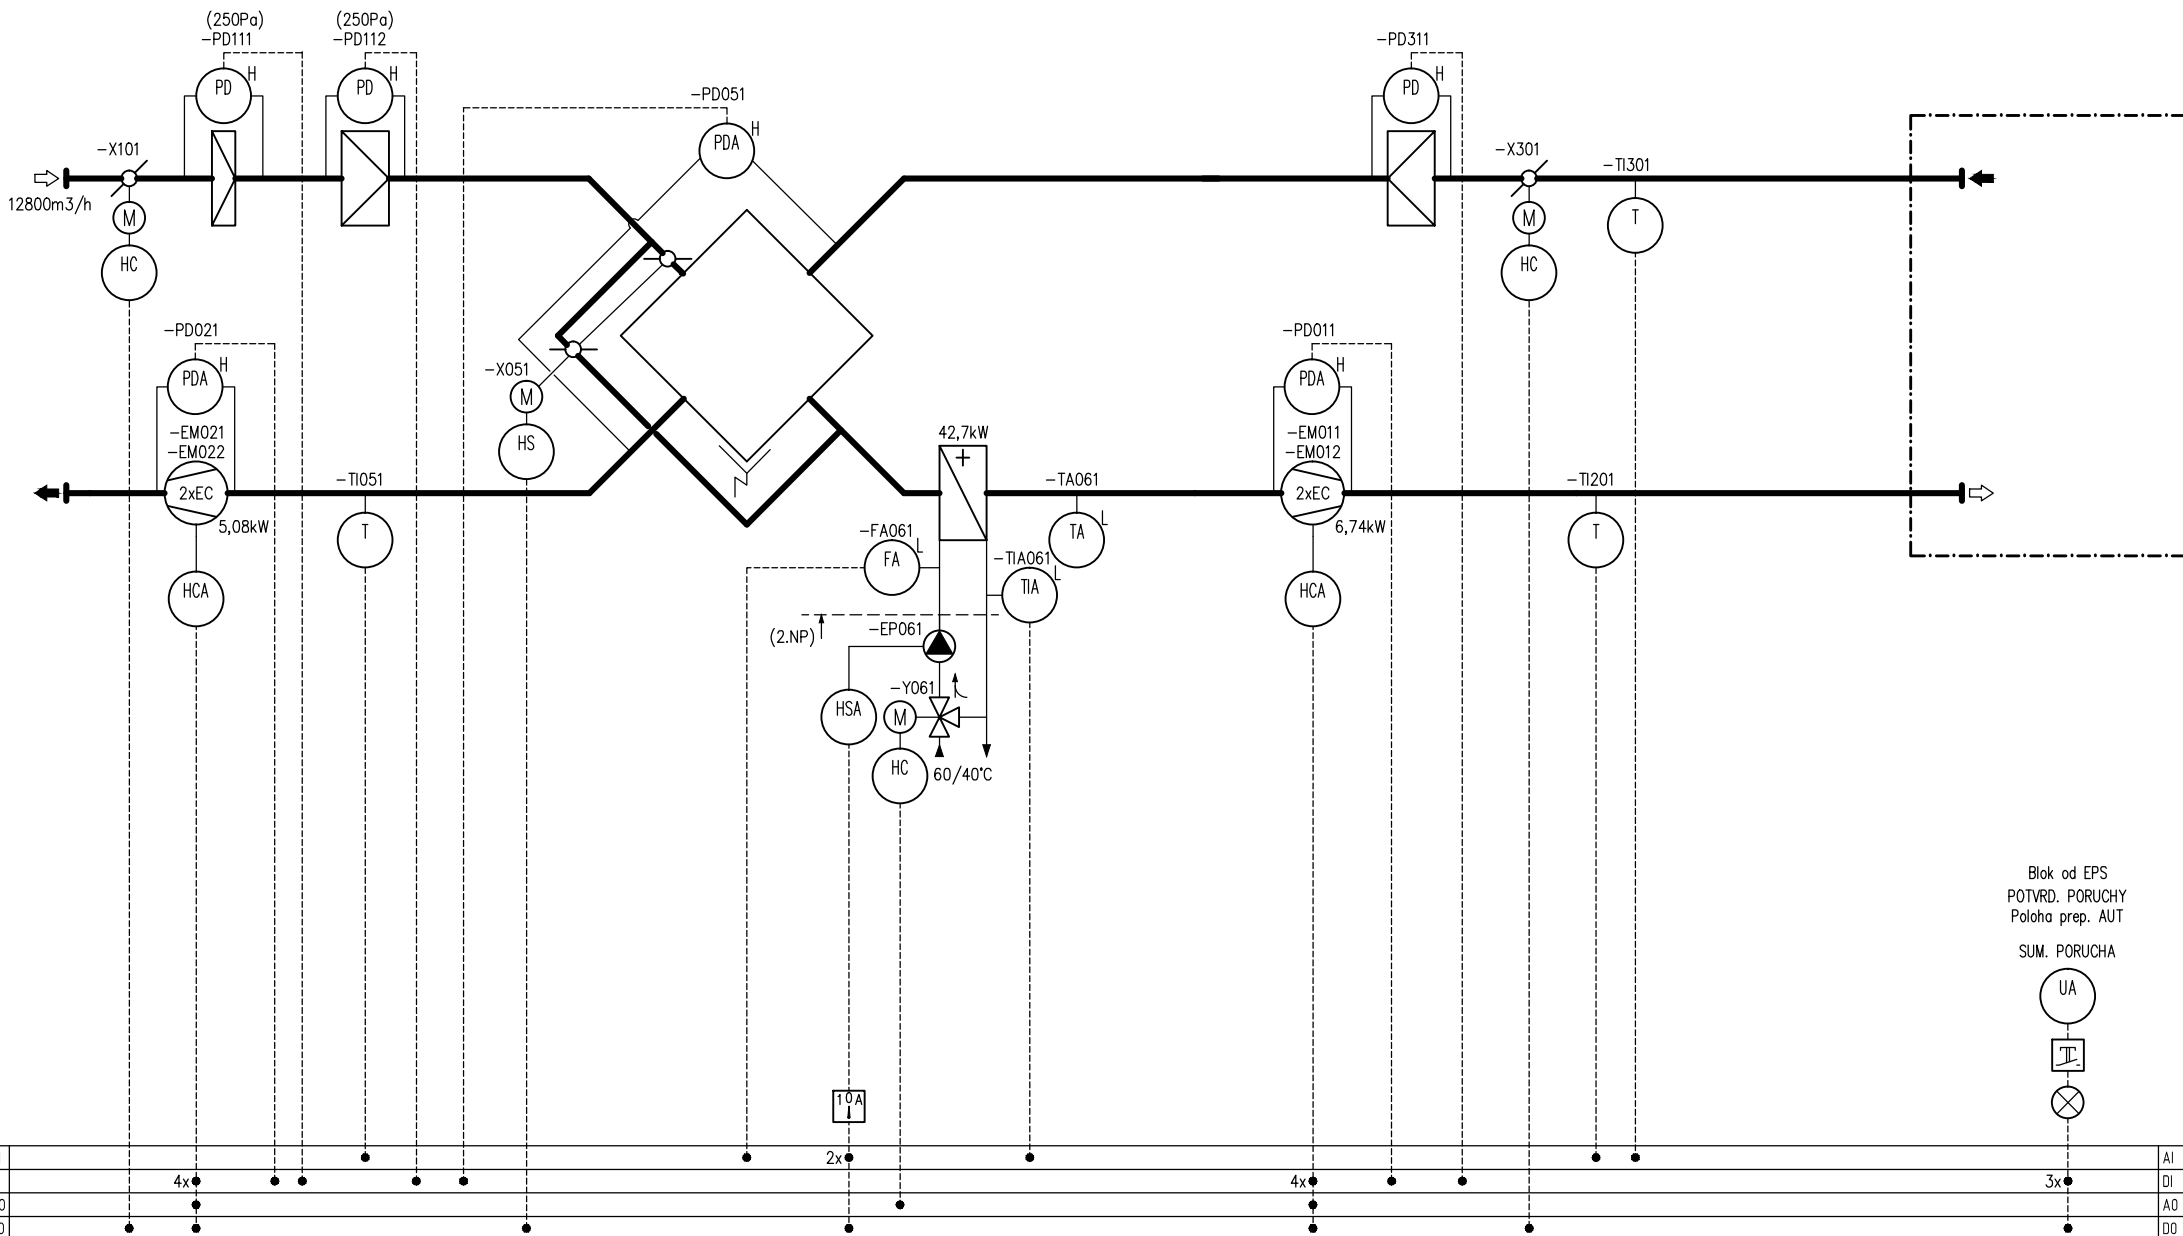 (250Pa)
-PD111
(250Pa)
-PD112
-PD311
PD
H
PD
H
PD
H
-PD051
PDA
H
-X101
-X301
-TI301
12800m3/h
M
HC
M
HC
T
-PD021
PDA
H
-EM021
-EM022
2xEC
5,08kW
HCA
-TI051
T
-X051
M
HS
42,7kW
+
-TA061
TA
L
-FA061
FA
L
-TIA061
TIA
L
(2.NP)
-EP061
HSA
-Y061
M
HC
60/40°C
-PD011
PDA
H
-EM011
-EM012
2xEC
6,74kW
HCA
-TI201
T
Blok od EPS
POTVRD. PORUCHY
Poloha prep. AUT
SUM. PORUCHA
UA
1 0 A
2x
AI
4x
4x
3x
DI
AO
DO